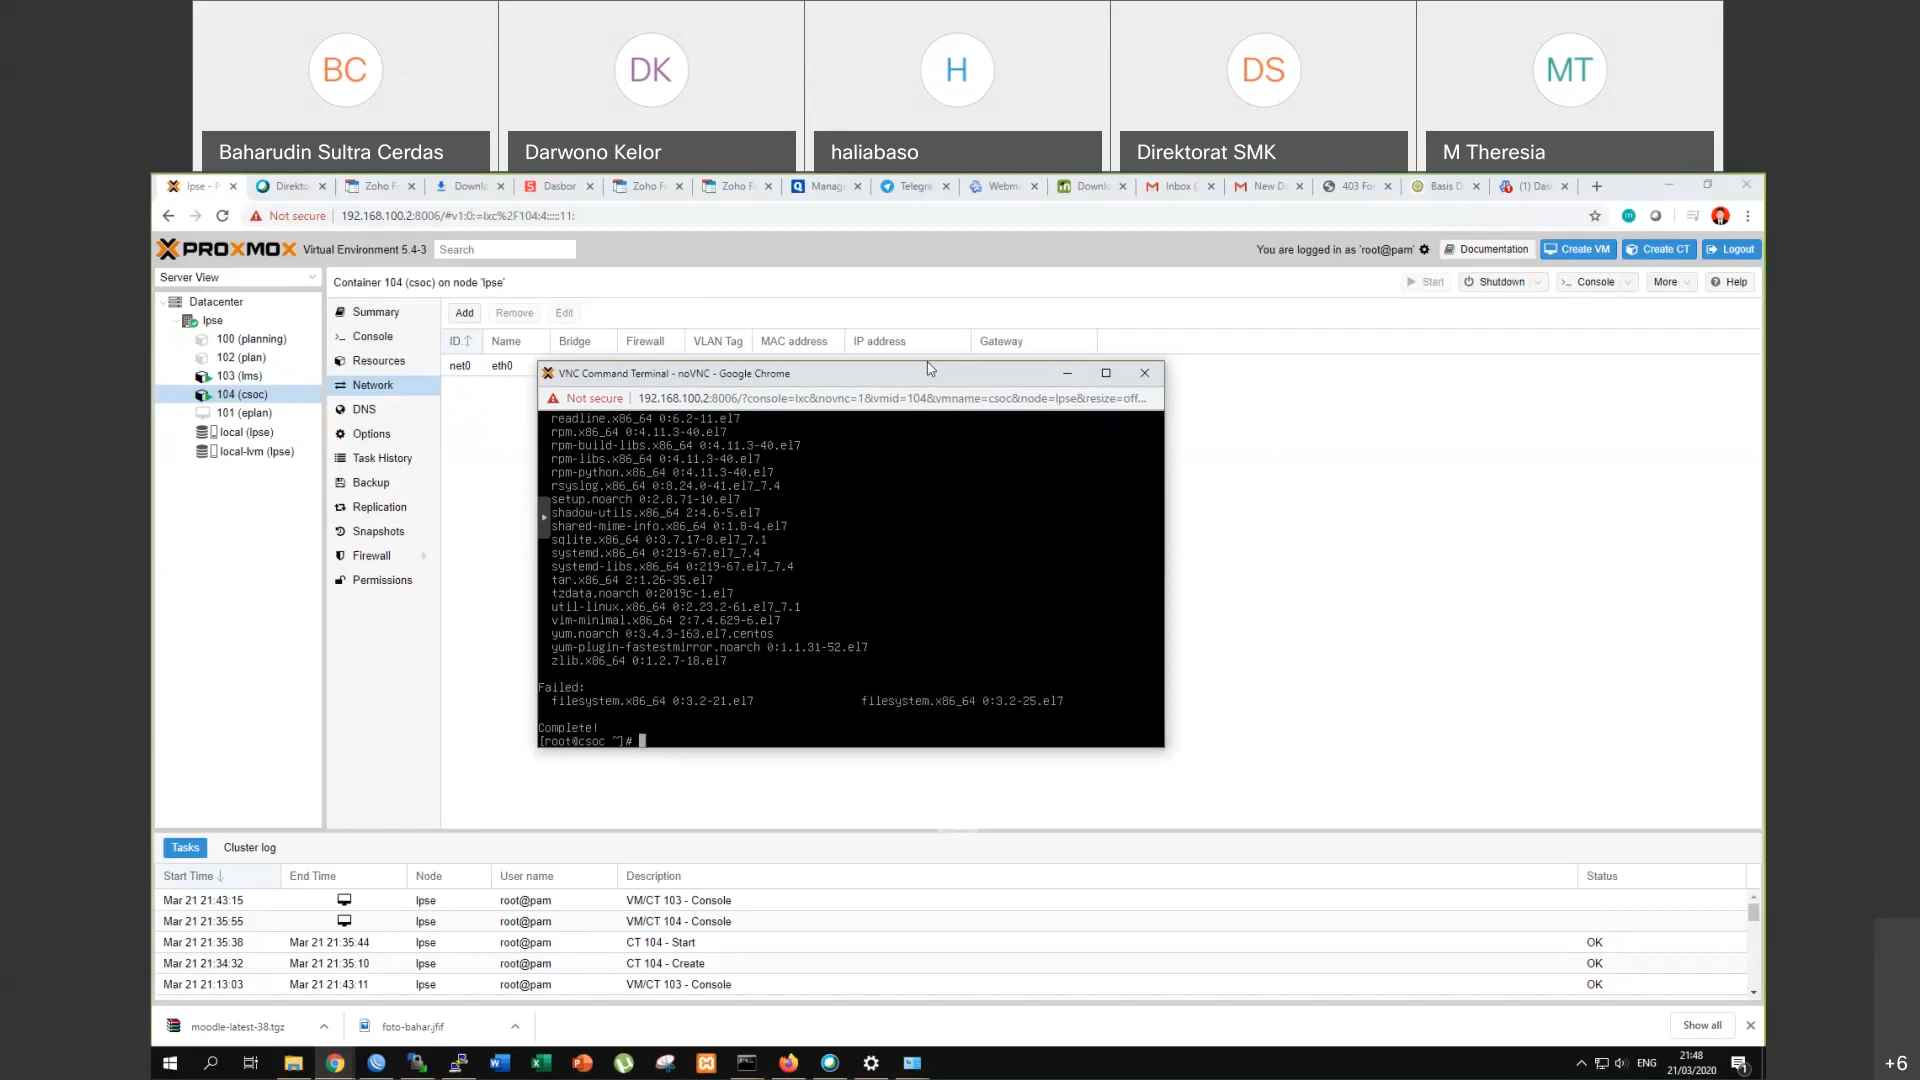 BC
DK
H
DS
MT
Baharudin Sultra Cerdas
Darwono Kelor
haliabaso
Direktorat SMK
M Theresia
lpse - P
Direkto
Zoho F
Downlo
Dasbor
Zoho F
Zoho F
Manag
Telegra
Webm
Downl
Inbox (
New De
403 For
Basis D
(1) Das
Not secure
192.168.100.2:8006/#v1:0:=lxc%2F104:4:::::11:
PROXMOX Virtual Environment 5.4-3
Search
You are logged in as 'root@pam'
Documentation
Create VM
Create CT
Logout
Server View
Container 104 (csoc) on node 'lpse'
Start
Shutdown
Console
More
Help
Datacenter
lpse
100 (planning)
102 (plan)
103 (lms)
104 (csoc)
101 (eplan)
local (lpse)
local-lvm (lpse)
Summary
Console
Resources
Network
DNS
Options
Task History
Backup
Replication
Snapshots
Firewall
Permissions
Add
Remove
Edit
ID
Name
Bridge
Firewall
VLAN Tag
MAC address
IP address
Gateway
net0
eth0
VNC Command Terminal - noVNC - Google Chrome
Not secure
192.168.100.2:8006/?console=lxc&novnc=1&vmid=104&vmname=csoc&node=lpse&resize=off...
readline.x86_64 0:6.2-11.el7
rpm.x86_64 0:4.11.3-40.el7
rpm-build-libs.x86_64 0:4.11.3-40.el7
rpm-libs.x86_64 0:4.11.3-40.el7
rpm-python.x86_64 0:4.11.3-40.el7
rsyslog.x86_64 0:8.24.0-41.el7_7.4
setup.noarch 0:2.8.71-10.el7
shadow-utils.x86_64 2:4.6-5.el7
shared-mime-info.x86_64 0:1.8-4.el7
sqlite.x86_64 0:3.7.17-8.el7_7.1
systemd.x86_64 0:219-67.el7_7.4
systemd-libs.x86_64 0:219-67.el7_7.4
tar.x86_64 2:1.26-35.el7
tzdata.noarch 0:2019c-1.el7
util-linux.x86_64 0:2.23.2-61.el7_7.1
vim-minimal.x86_64 2:7.4.629-6.el7
yum.noarch 0:3.4.3-163.el7.centos
yum-plugin-fastestmirror.noarch 0:1.1.31-52.el7
zlib.x86_64 0:1.2.7-18.el7
Failed:
filesystem.x86_64 0:3.2-21.el7 filesystem.x86_64 0:3.2-25.el7
Complete!
[root@csoc ~]#
Tasks
Cluster log
Start Time
End Time
Node
User name
Description
Status
Mar 21 21:43:15 lpse root@pam VM/CT 103 - Console
Mar 21 21:35:55 lpse root@pam VM/CT 104 - Console
Mar 21 21:35:38 Mar 21 21:35:44 lpse root@pam CT 104 - Start OK
Mar 21 21:34:32 Mar 21 21:35:10 lpse root@pam CT 104 - Create OK
Mar 21 21:13:03 Mar 21 21:43:11 lpse root@pam VM/CT 103 - Console OK
moodle-latest-38.tgz
foto-bahar.jfif
Show all
ENG
21:48
21/03/2020
+6